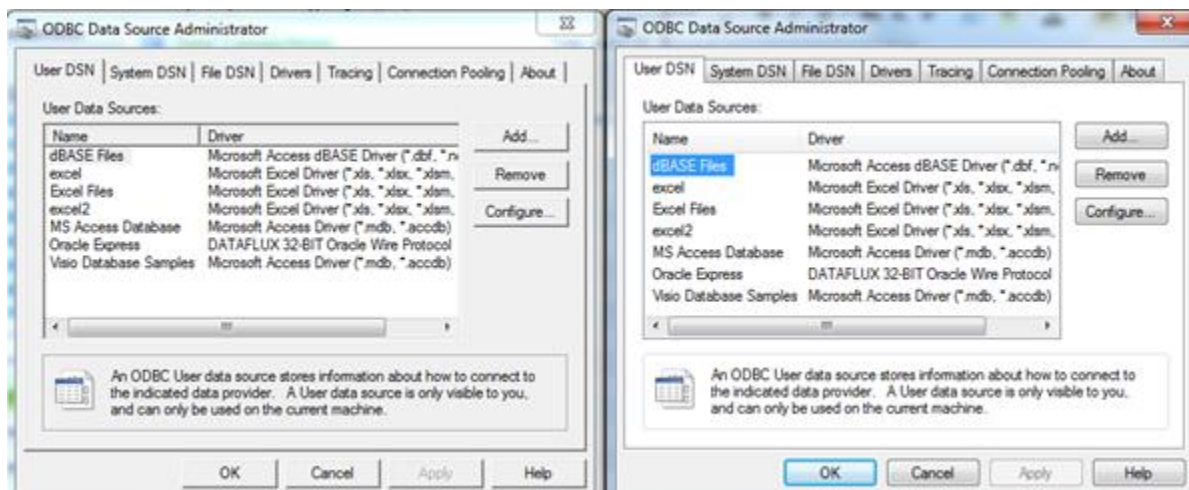 ODBC Data Source Administrator
User DSN System DSN File DSN Drivers Tracing Connection Pooling About
User Data Sources:
Name Driver
dBASE Files Microsoft Access dBASE Driver (*.dbf, *.n
excel Microsoft Excel Driver (*.xls, *.xlsx, *.xlsm,
Excel Files Microsoft Excel Driver (*.xls, *.xlsx, *.xlsm,
excel2 Microsoft Excel Driver (*.xls, *.xlsx, *.xlsm,
MS Access Database Microsoft Access Driver (*.mdb, *.accdb)
Oracle Express DATAFLUX 32-BIT Oracle Wire Protocol
Visio Database Samples Microsoft Access Driver (*.mdb, *.accdb)
Add...
Remove
Configure...
An ODBC User data source stores information about how to connect to
the indicated data provider. A User data source is only visible to you,
and can only be used on the current machine.
OK Cancel Apply Help
ODBC Data Source Administrator
User DSN System DSN File DSN Drivers Tracing Connection Pooling About
User Data Sources:
Name Driver
dBASE Files Microsoft Access dBASE Driver (*.dbf, *.n
excel Microsoft Excel Driver (*.xls, *.xlsx, *.xlsm,
Excel Files Microsoft Excel Driver (*.xls, *.xlsx, *.xlsm,
excel2 Microsoft Excel Driver (*.xls, *.xlsx, *.xlsm,
MS Access Database Microsoft Access Driver (*.mdb, *.accdb)
Oracle Express DATAFLUX 32-BIT Oracle Wire Protocol
Visio Database Samples Microsoft Access Driver (*.mdb, *.accdb)
Add...
Remove
Configure...
An ODBC User data source stores information about how to connect to
the indicated data provider. A User data source is only visible to you,
and can only be used on the current machine.
OK Cancel Apply Help